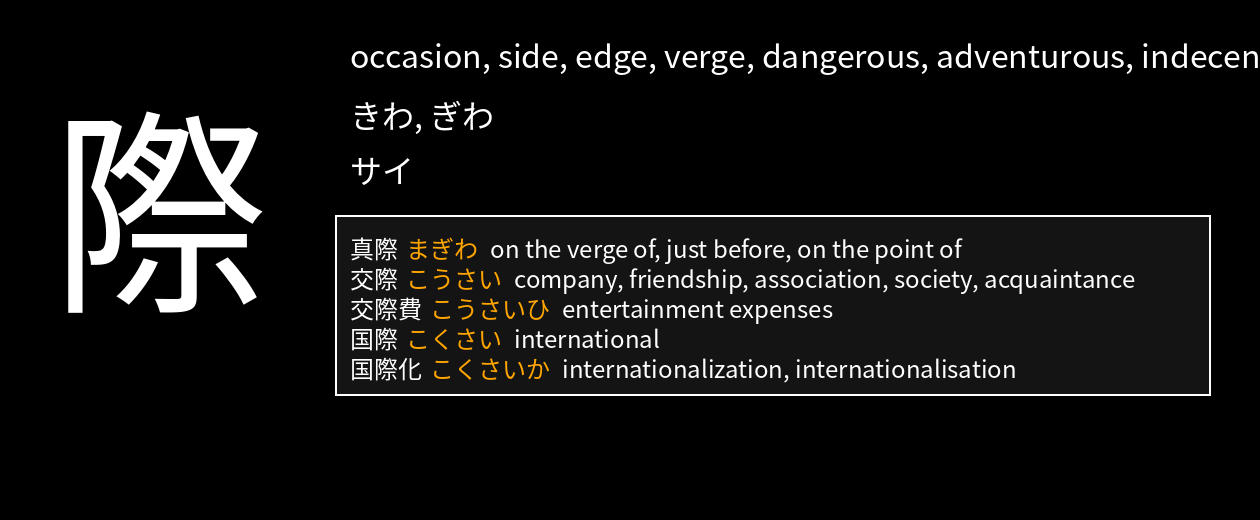 際
occasion, side, edge, verge, dangerous, adventurous, indecen
きわ, ぎわ
サイ
真際 まぎわ on the verge of, just before, on the point of
交際 こうさい company, friendship, association, society, acquaintance
交際費 こうさいひ entertainment expenses
国際 こくさい international
国際化 こくさいか internationalization, internationalisation